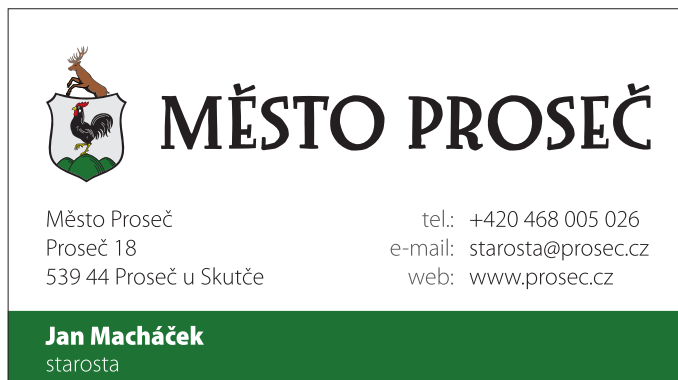 MĚSTO PROSEČ
Město Proseč
Proseč 18
539 44 Proseč u Skutče
tel.: +420 468 005 026
e-mail: starosta@prosec.cz
web: www.prosec.cz
Jan Macháček
starosta